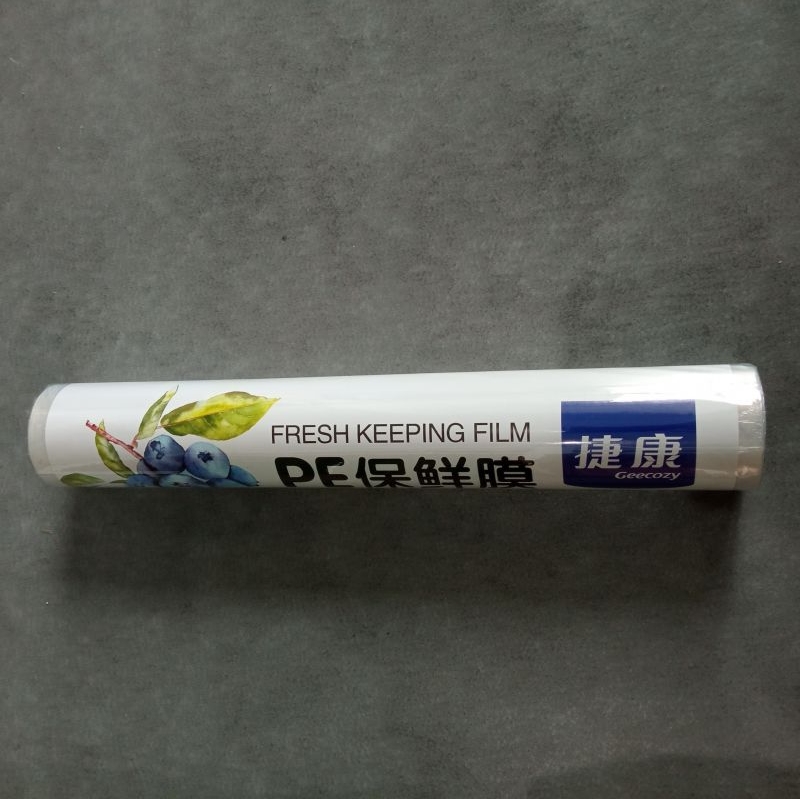 FRESH KEEPING FILM
PE保鲜膜
捷康
Geecozy